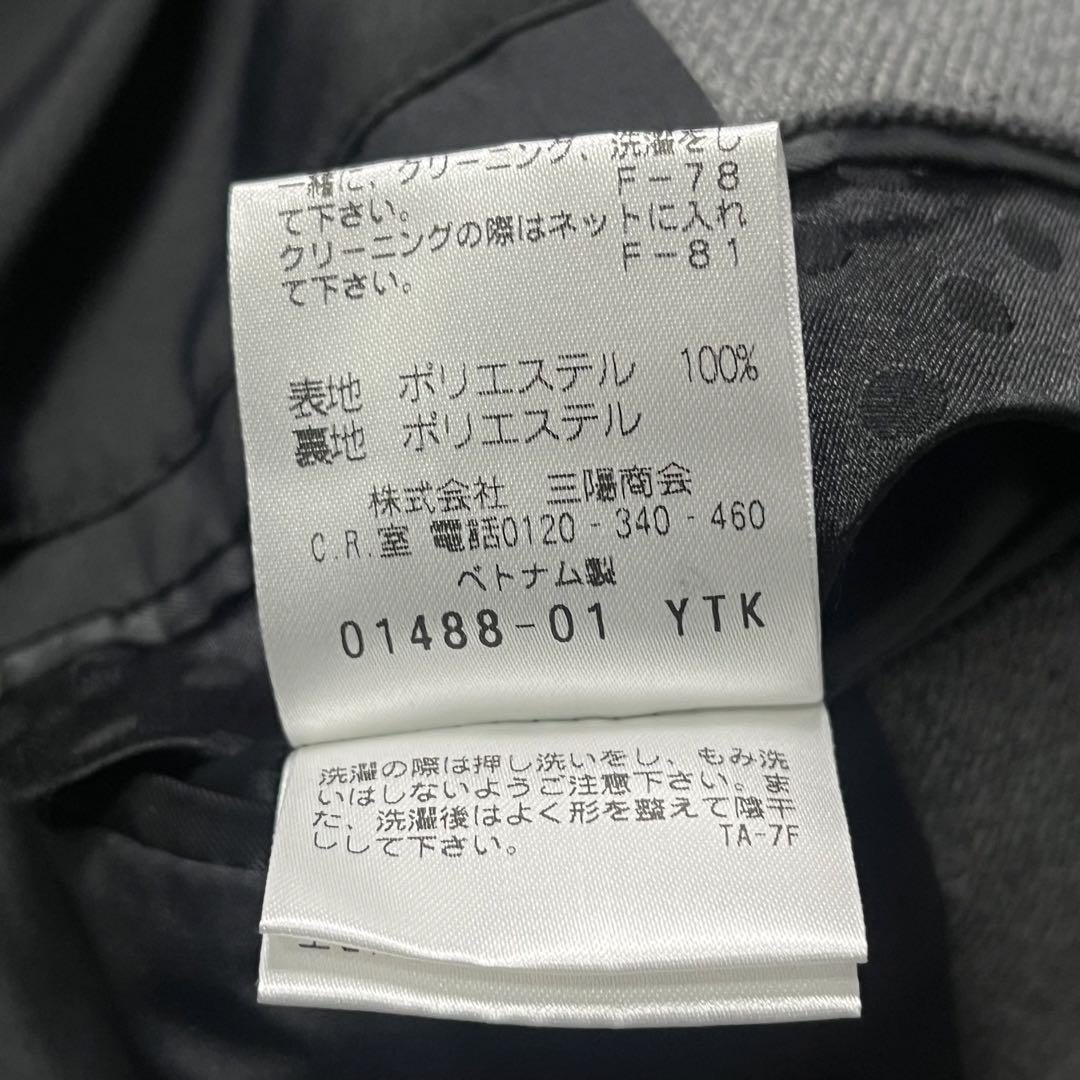 一緒に、クリーニング、洗濯をし
て下さい。 F-78
クリーニングの際はネットに入れ
て下さい。 F-81
表地 ポリエステル 100%
裏地 ポリエステル
株式会社 三陽商会
C.R.室 電話0120-340-460
ベトナム製
01488-01 YTK
洗濯の際は押し洗いをし、もみ洗
いはしないようご注意下さい。ま
た、洗濯後はよく形を整えて陰干
しして下さい。 TA-7F